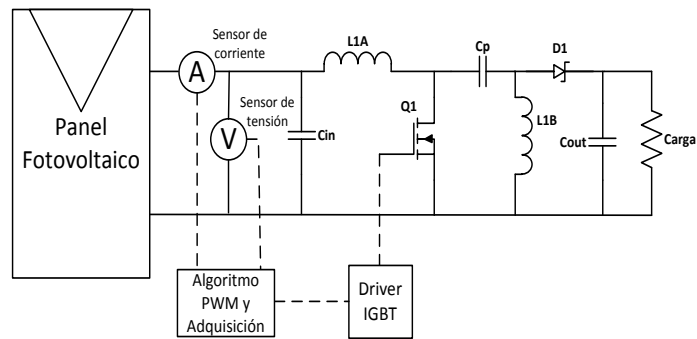 Sensor de
corriente
L1A
Cp
D1
A
Panel
Fotovoltaico
Sensor de
tensión
V
Cin
Q1
L1B
Cout
Carga
Algoritmo
PWM y
Adquisición
Driver
IGBT